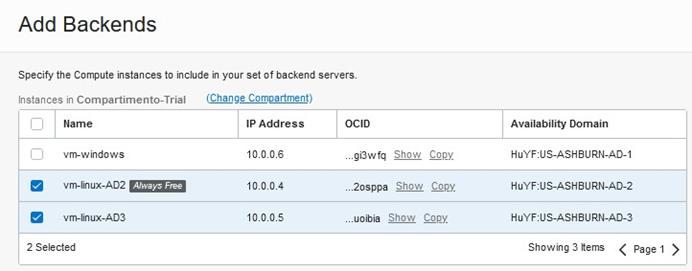 Add Backends
Specify the Compute instances to include in your set of backend servers.
Instances in Compartimento-Trial (Change Compartment)
Name IP Address OCID Availability Domain
vm-windows 10.0.0.6 ...gi3wfq Show Copy HuYF:US-ASHBURN-AD-1
vm-linux-AD2 Always Free 10.0.0.4 ...2osppa Show Copy HuYF:US-ASHBURN-AD-2
vm-linux-AD3 10.0.0.5 ...uoibia Show Copy HuYF:US-ASHBURN-AD-3
2 Selected Showing 3 Items < Page 1 >